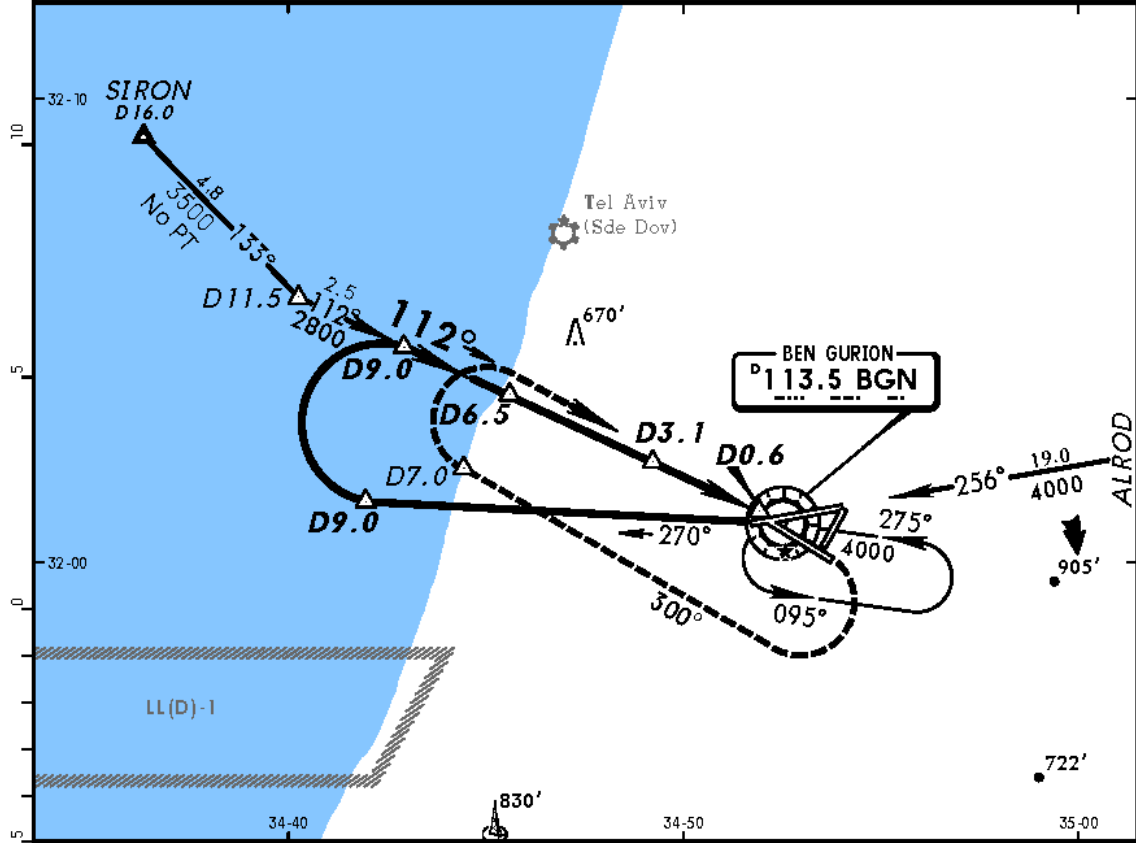 SIRON
D16.0
32-10
10
4.8
3500
No PT
133°
Tel Aviv
(Sde Dov)
D11.5
2.5
112°
2800
112°
670'
D9.0
BEN GURION
D 113.5 BGN
5
D6.5
D3.1
D0.6
D7.0
D9.0
270°
256°
19.0
4000
ALROD
275°
4000
905'
32-00
095°
300°
0
LL(D)-1
722'
830'
5
34-40
34-50
35-00